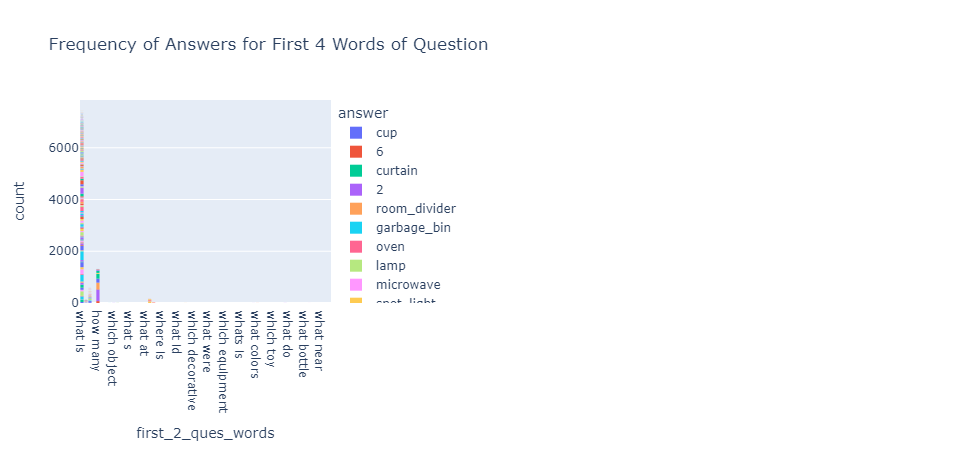 Frequency of Answers for First 4 Words of Question
answer
cup
6
curtain
2
room_divider
garbage_bin
oven
lamp
microwave
spot_light
count
6000
4000
2000
0
what is
how many
which object
what s
what at
where is
what id
which decorative
what were
which equipment
whats is
what colors
which toy
what do
what bottle
what near
first_2_ques_words